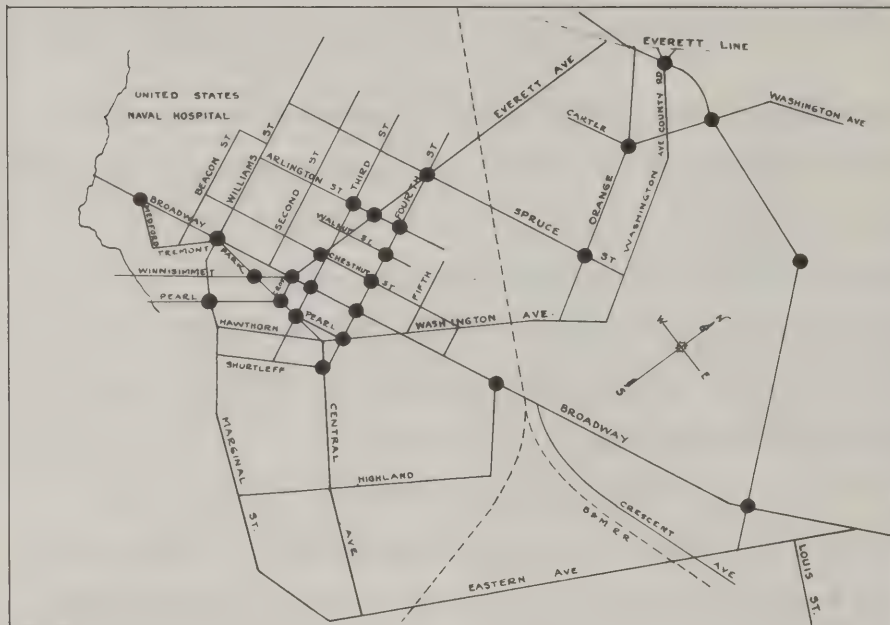 EVERETT LINE
EVERETT AVE
COUNTY RD
WASHINGTON AVE
UNITED STATES
NAVAL HOSPITAL
CARTER
BEACON ST
WILLIAMS ST
ARLINGTON ST
SECOND ST
THIRD ST
FOURTH ST
WALNUT ST
BROADWAY
MEDFORD
TREMONT
PARK
SPRUCE ST
ORANGE
WASHINGTON AVE
CHESTNUT ST
FIFTH
WINNISIMMET
PEARL
PEARL
HAWTHORN
WASHINGTON AVE.
SHURTLEFF
W
N
S
E
BROADWAY
CENTRAL AVE
MARGINAL ST.
HIGHLAND
CRESCENT AVE
B & M R R
EASTERN AVE
LOUIS ST.